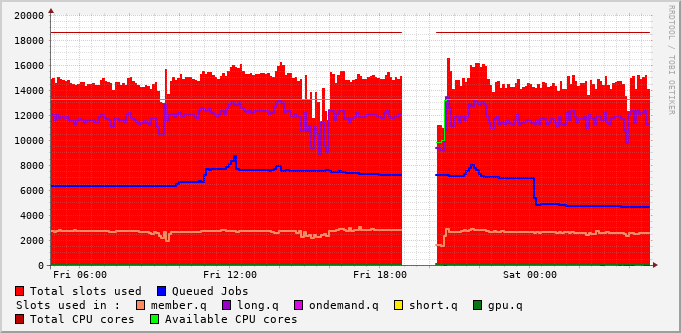 20000
18000
16000
14000
12000
10000
8000
6000
4000
2000
0
Fri 06:00 Fri 12:00 Fri 18:00 Sat 00:00
RRDTOOL / TOBI OETIKER
Total slots used Queued Jobs
Slots used in : member.q long.q ondemand.q short.q gpu.q
Total CPU cores Available CPU cores